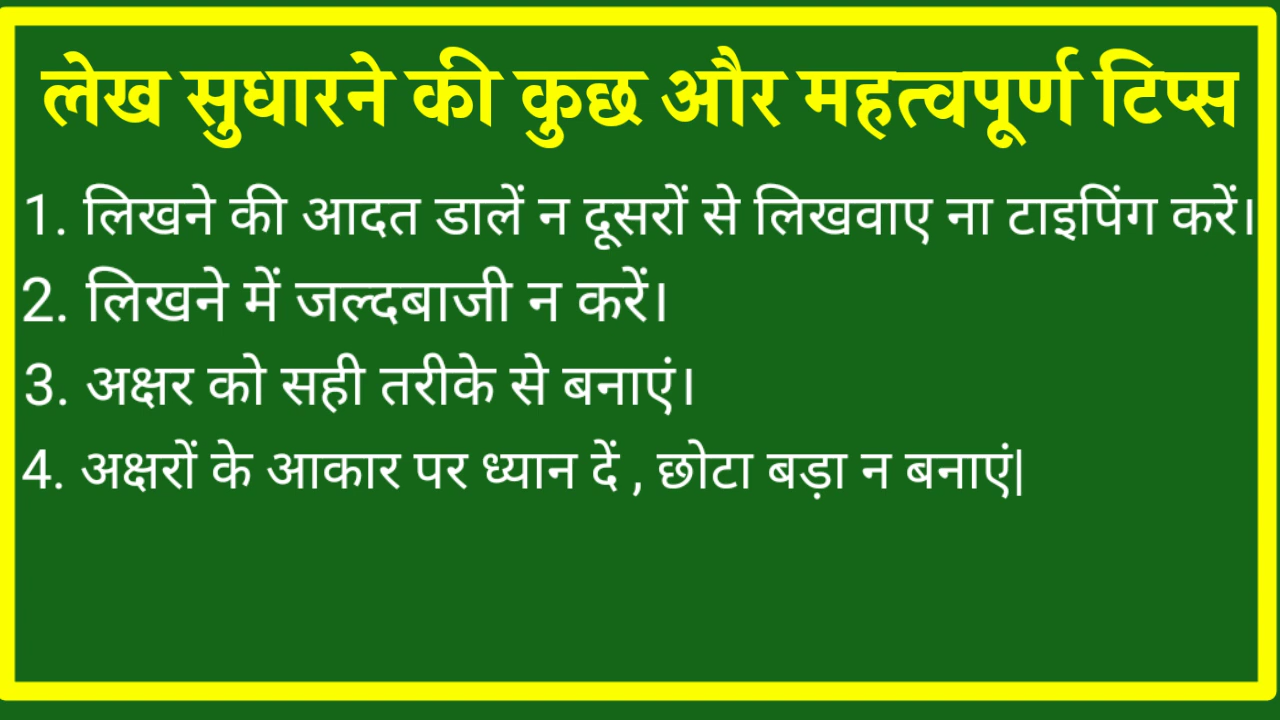 लेख सुधारने की कुछ और महत्वपूर्ण टिप्स
1. लिखने की आदत डालें न दूसरों से लिखवाए ना टाइपिंग करें।
2. लिखने में जल्दबाजी न करें।
3. अक्षर को सही तरीके से बनाएं।
4. अक्षरों के आकार पर ध्यान दें , छोटा बड़ा न बनाएं|